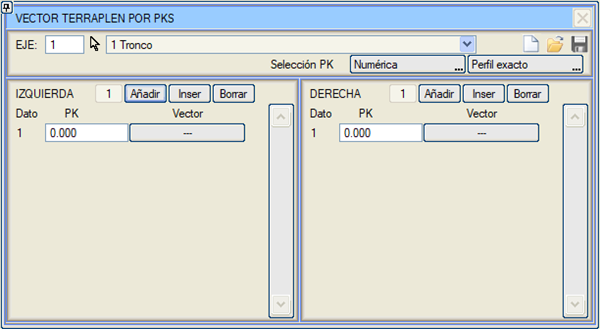 VECTOR TERRAPLEN POR PKS
EJE: 1 1 Tronco
Selección PK Numérica ... Perfil exacto ...
IZQUIERDA 1 Añadir Inser Borrar
Dato PK Vector
1 0.000 ---
DERECHA 1 Añadir Inser Borrar
Dato PK Vector
1 0.000 ---